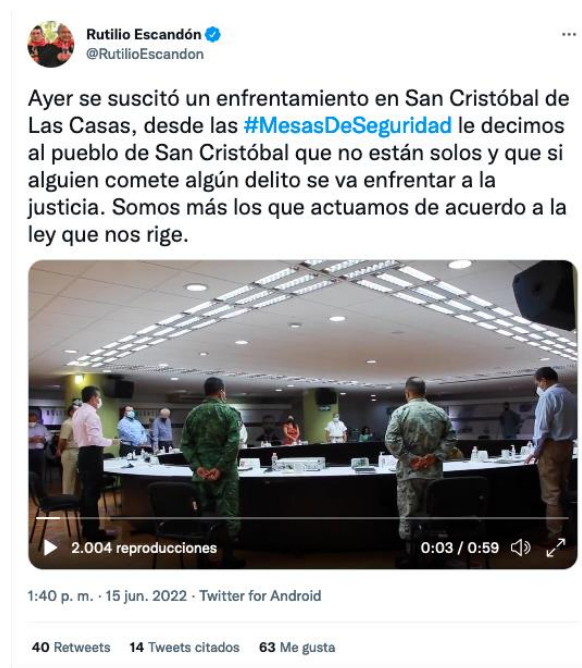 Rutilio Escandón
@RutilioEscandon
Ayer se suscitó un enfrentamiento en San Cristóbal de
Las Casas, desde las #MesasDeSeguridad le decimos
al pueblo de San Cristóbal que no están solos y que si
alguien comete algún delito se va enfrentar a la
justicia. Somos más los que actuamos de acuerdo a la
ley que nos rige.
2.004 reproducciones
0:03 / 0:59
1:40 p. m. · 15 jun. 2022 · Twitter for Android
40 Retweets 14 Tweets citados 63 Me gusta